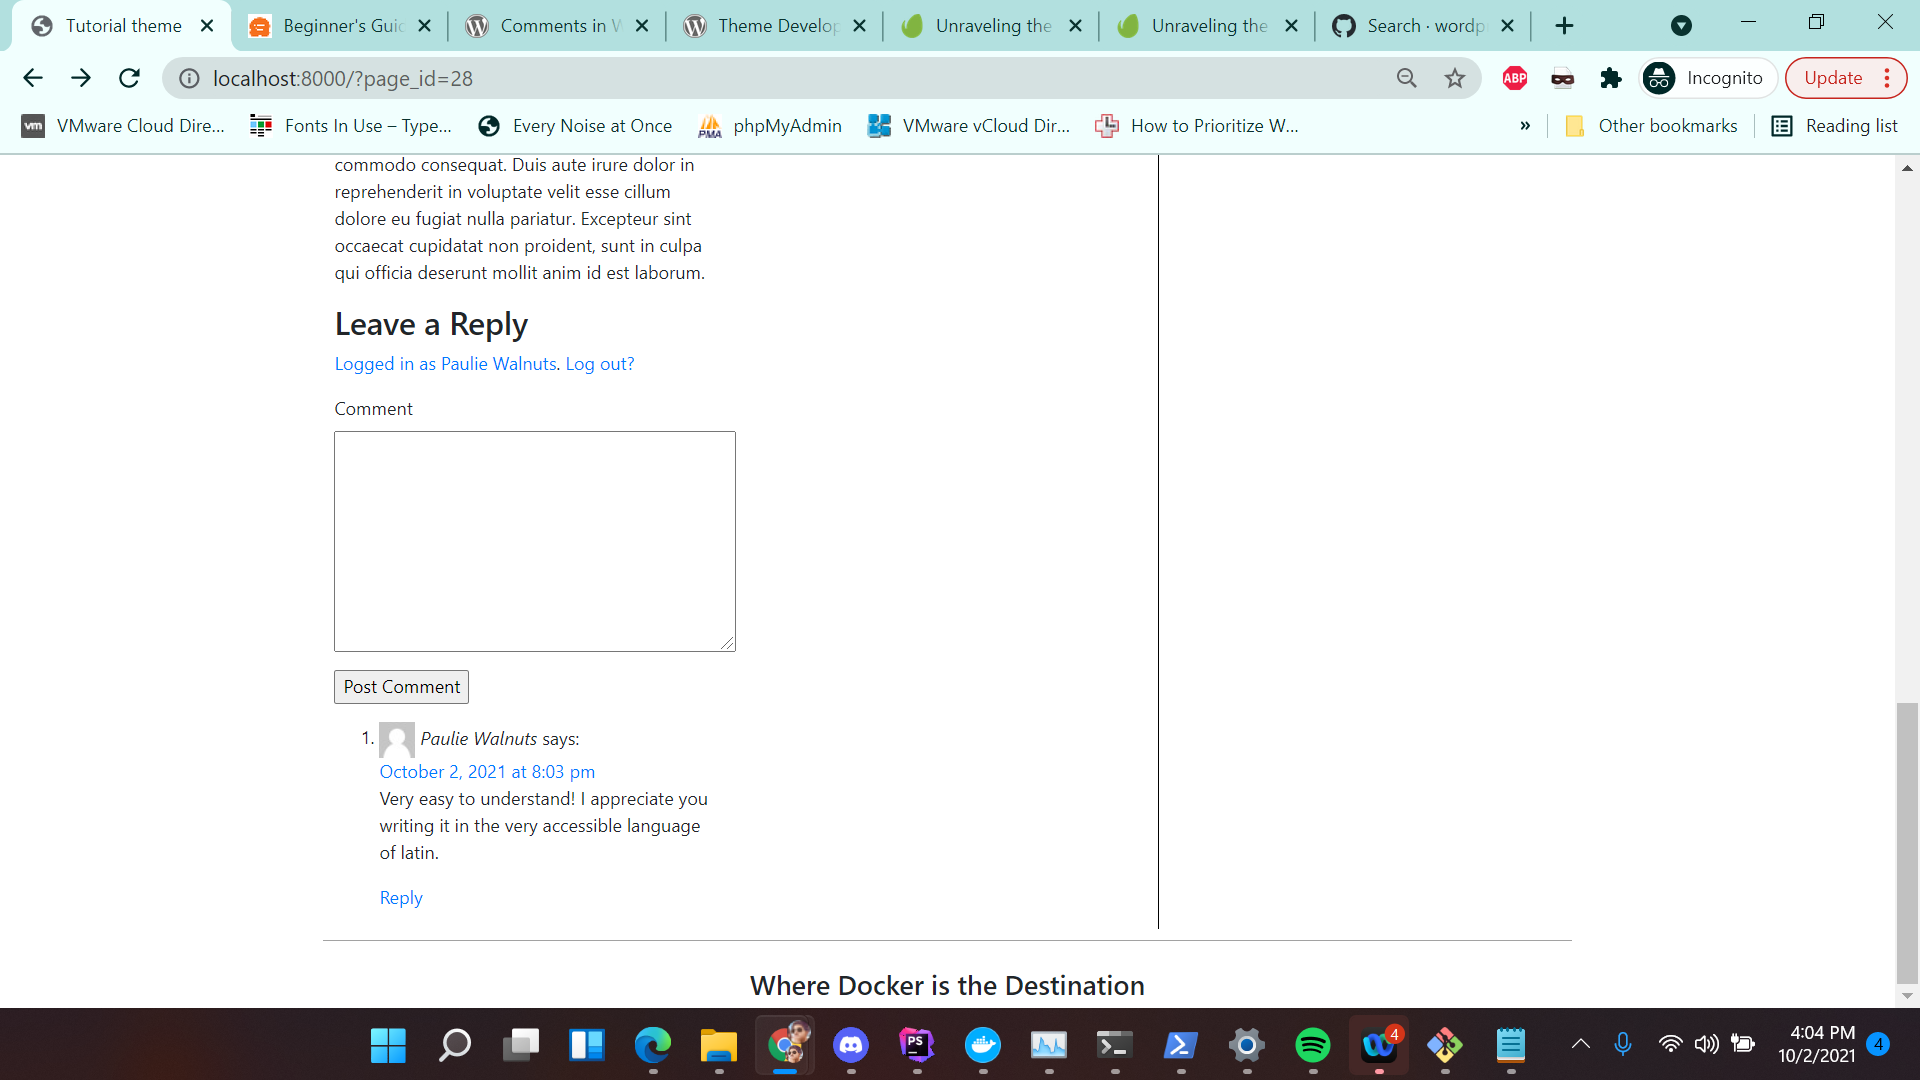 Tutorial theme
Beginner's Guid
Comments in W
Theme Develop
Unraveling the
Unraveling the
Search · wordp
localhost:8000/?page_id=28
ABP
Incognito
Update
vm
VMware Cloud Dire...
Fonts In Use – Type...
Every Noise at Once
PMA
phpMyAdmin
VMware vCloud Dir...
How to Prioritize W...
»
Other bookmarks
Reading list
commodo consequat. Duis aute irure dolor in
reprehenderit in voluptate velit esse cillum
dolore eu fugiat nulla pariatur. Excepteur sint
occaecat cupidatat non proident, sunt in culpa
qui officia deserunt mollit anim id est laborum.
Leave a Reply
Logged in as Paulie Walnuts. Log out?
Comment
Post Comment
1. Paulie Walnuts says:
October 2, 2021 at 8:03 pm
Very easy to understand! I appreciate you
writing it in the very accessible language
of latin.
Reply
Where Docker is the Destination
PS
4
4:04 PM
10/2/2021
4